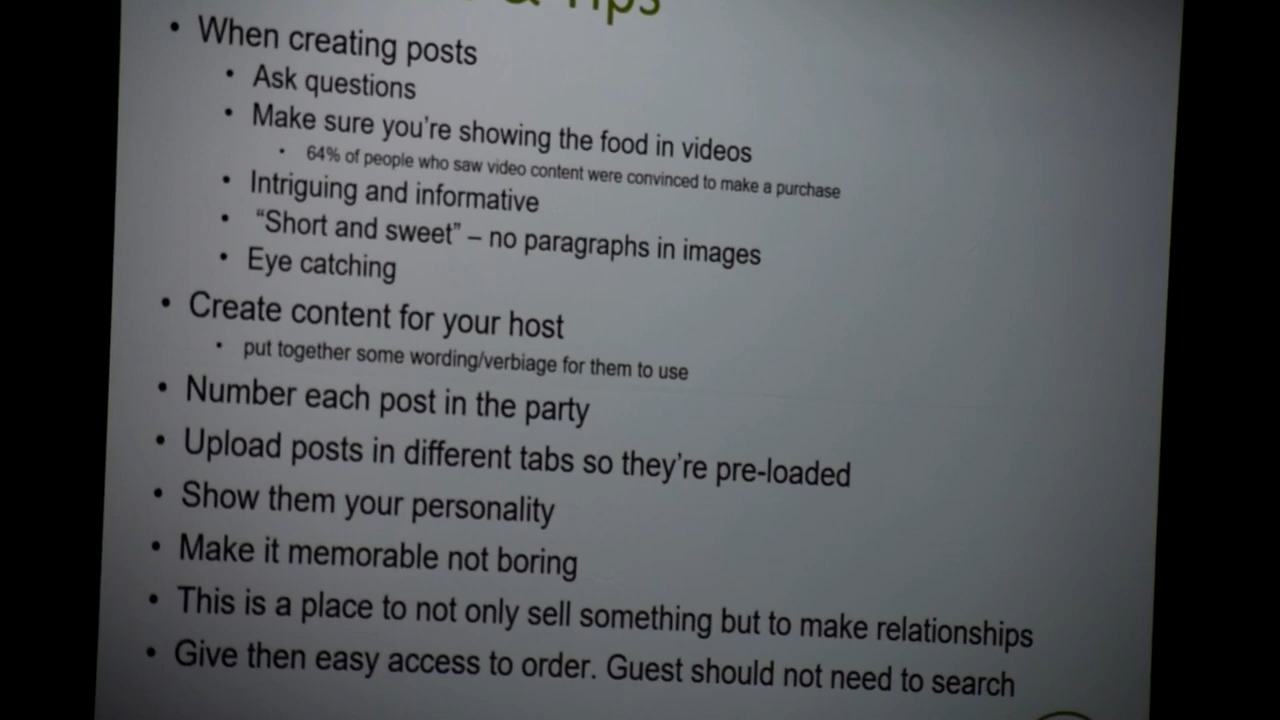 & Tips
• When creating posts
• Ask questions
• Make sure you're showing the food in videos
• 64% of people who saw video content were convinced to make a purchase
• Intriguing and informative
• "Short and sweet" – no paragraphs in images
• Eye catching
• Create content for your host
• put together some wording/verbiage for them to use
• Number each post in the party
• Upload posts in different tabs so they're pre-loaded
• Show them your personality
• Make it memorable not boring
• This is a place to not only sell something but to make relationships
• Give then easy access to order. Guest should not need to search